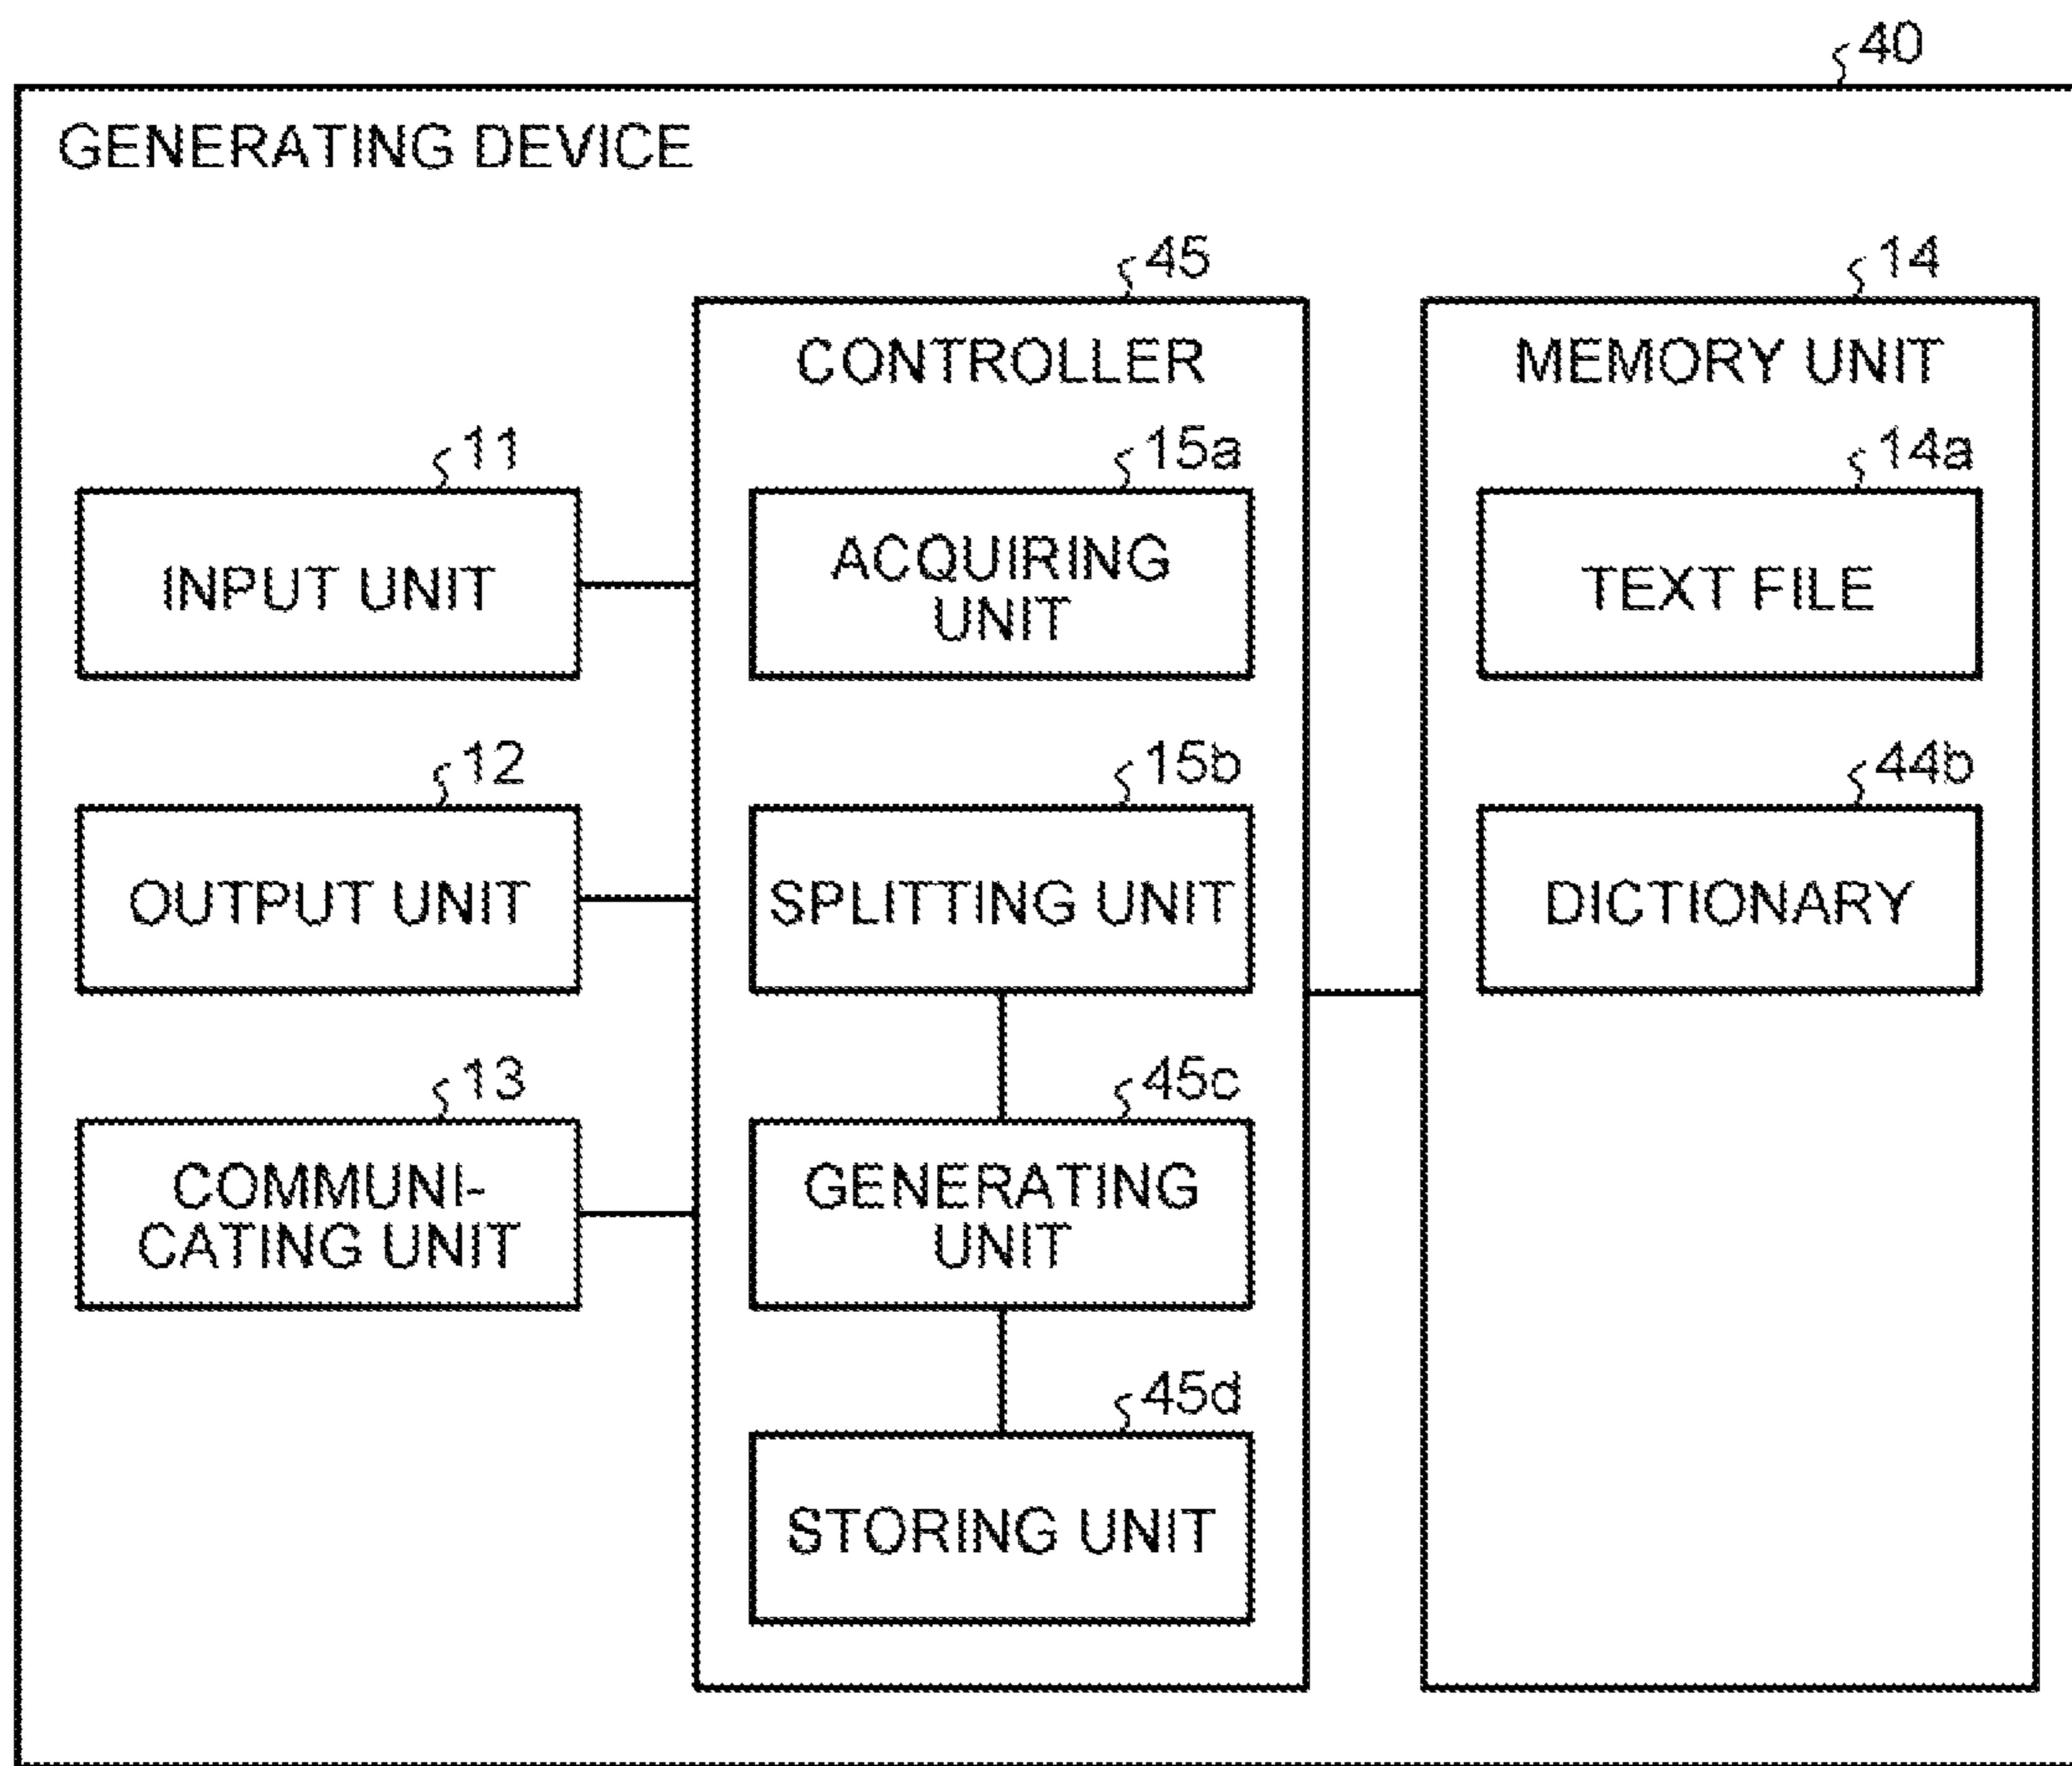 40
GENERATING DEVICE
45
14
CONTROLLER
MEMORY UNIT
11
15a
14a
INPUT UNIT
ACQUIRING
UNIT
TEXT FILE
12
15b
44b
OUTPUT UNIT
SPLITTING UNIT
DICTIONARY
13
45c
COMMUNI-
CATING UNIT
GENERATING
UNIT
45d
STORING UNIT